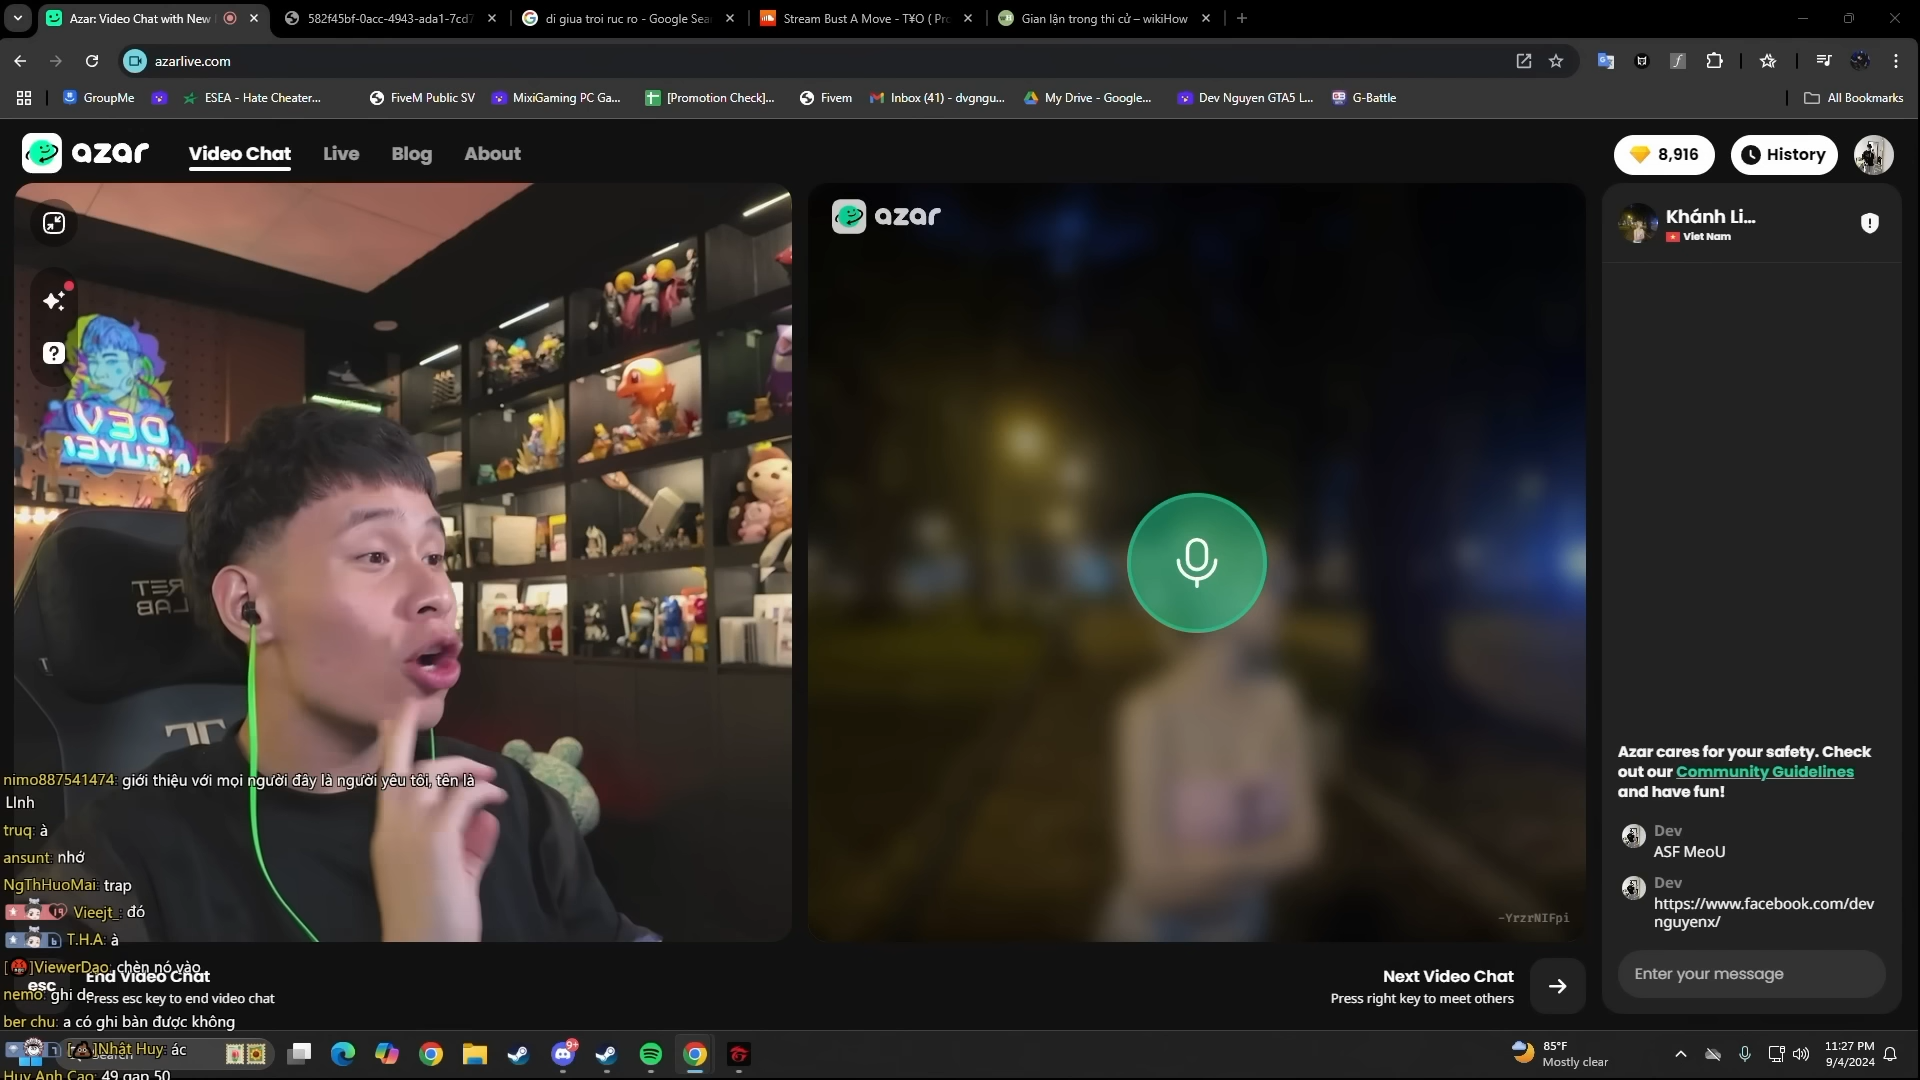 Azar: Video Chat with New
582f45bf-0acc-4943-ada1-7cd7
di giua troi ruc ro - Google Sea
Stream Bust A Move - T¥O ( Pro
Gian lận trong thi cử – wikiHow
azarlive.com
GroupMe
ESEA - Hate Cheater...
FiveM Public SV
MixiGaming PC Ga...
[Promotion Check]...
Fivem
Inbox (41) - dvgngu...
My Drive - Google...
Dev Nguyen GTA5 L...
G-Battle
All Bookmarks
azar
Video Chat
Live
Blog
About
8,916
History
azar
Khánh Li...
Viet Nam
DEV
NGUYEN
nimo887541474: giới thiệu với mọi người đây là người yêu tôi, tên là
LInh
truq: à
ansunt: nhớ
NgThHuoMai: trap
Vieejt_: đó
T.H.A: à
[ ]ViewerDao: chèn nó vào
nemo: ghi de
ber chu: a có ghi bàn được không
[ ]Nhật Huy: ác
Huy Anh Cao: 49 gap 50
esc
End Video Chat
Press esc key to end video chat
-YrzrNIFpi
Next Video Chat
Press right key to meet others
Azar cares for your safety. Check
out our Community Guidelines
and have fun!
Dev
ASF MeoU
Dev
https://www.facebook.com/dev
nguyenx/
Enter your message
Search
9+
85°F
Mostly clear
11:27 PM
9/4/2024